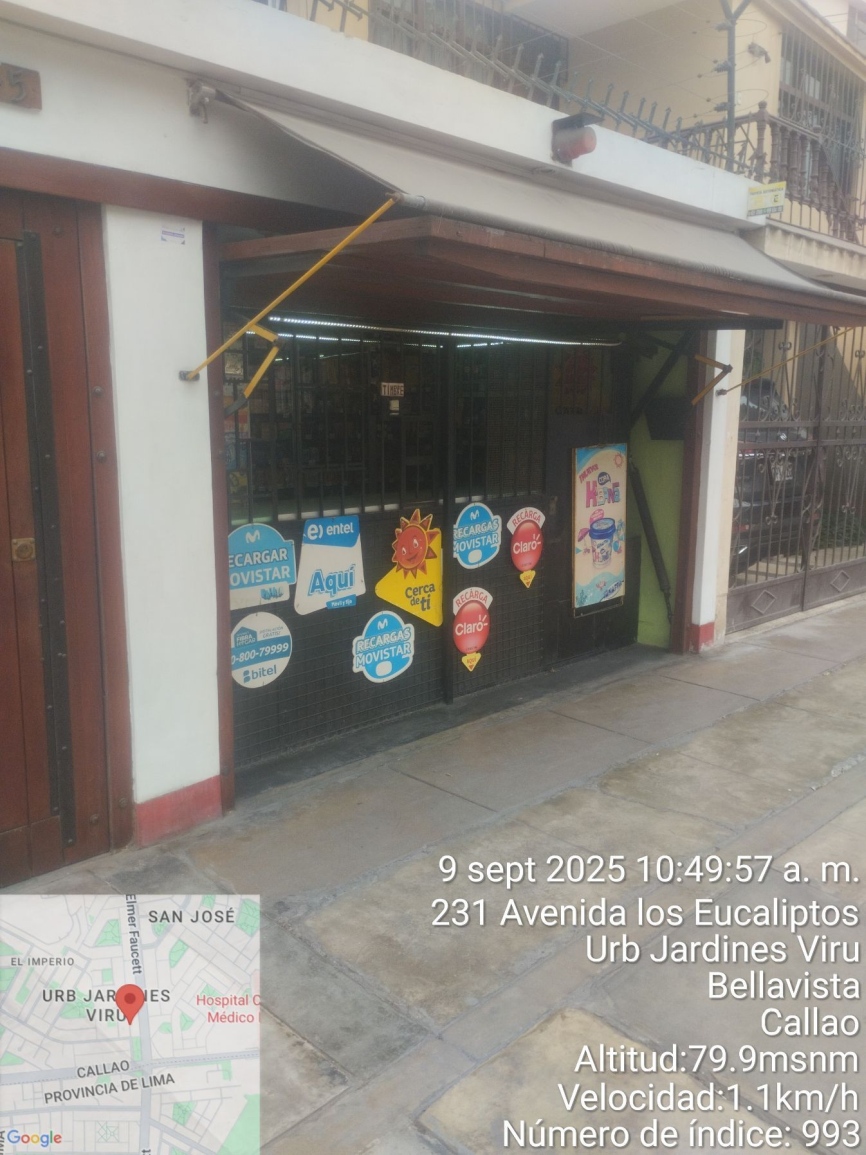 5
TIMBRE
RECARGAR
MOVISTAR
entel
Aquí
Cerca
de ti
RECARGAS
MOVISTAR
RECARGA
Claro
0-800-79999
bitel
RECARGAS
MOVISTAR
RECARGA
Claro
9 sept 2025 10:49:57 a. m.
231 Avenida los Eucaliptos
Urb Jardines Viru
Bellavista
Callao
Altitud:79.9msnm
Velocidad:1.1km/h
Número de índice: 993
SAN JOSÉ
Elmer Faucett
EL IMPERIO
URB JARDINES
VIRU
Hospital C
Médico
CALLAO
PROVINCIA DE LIMA
Google